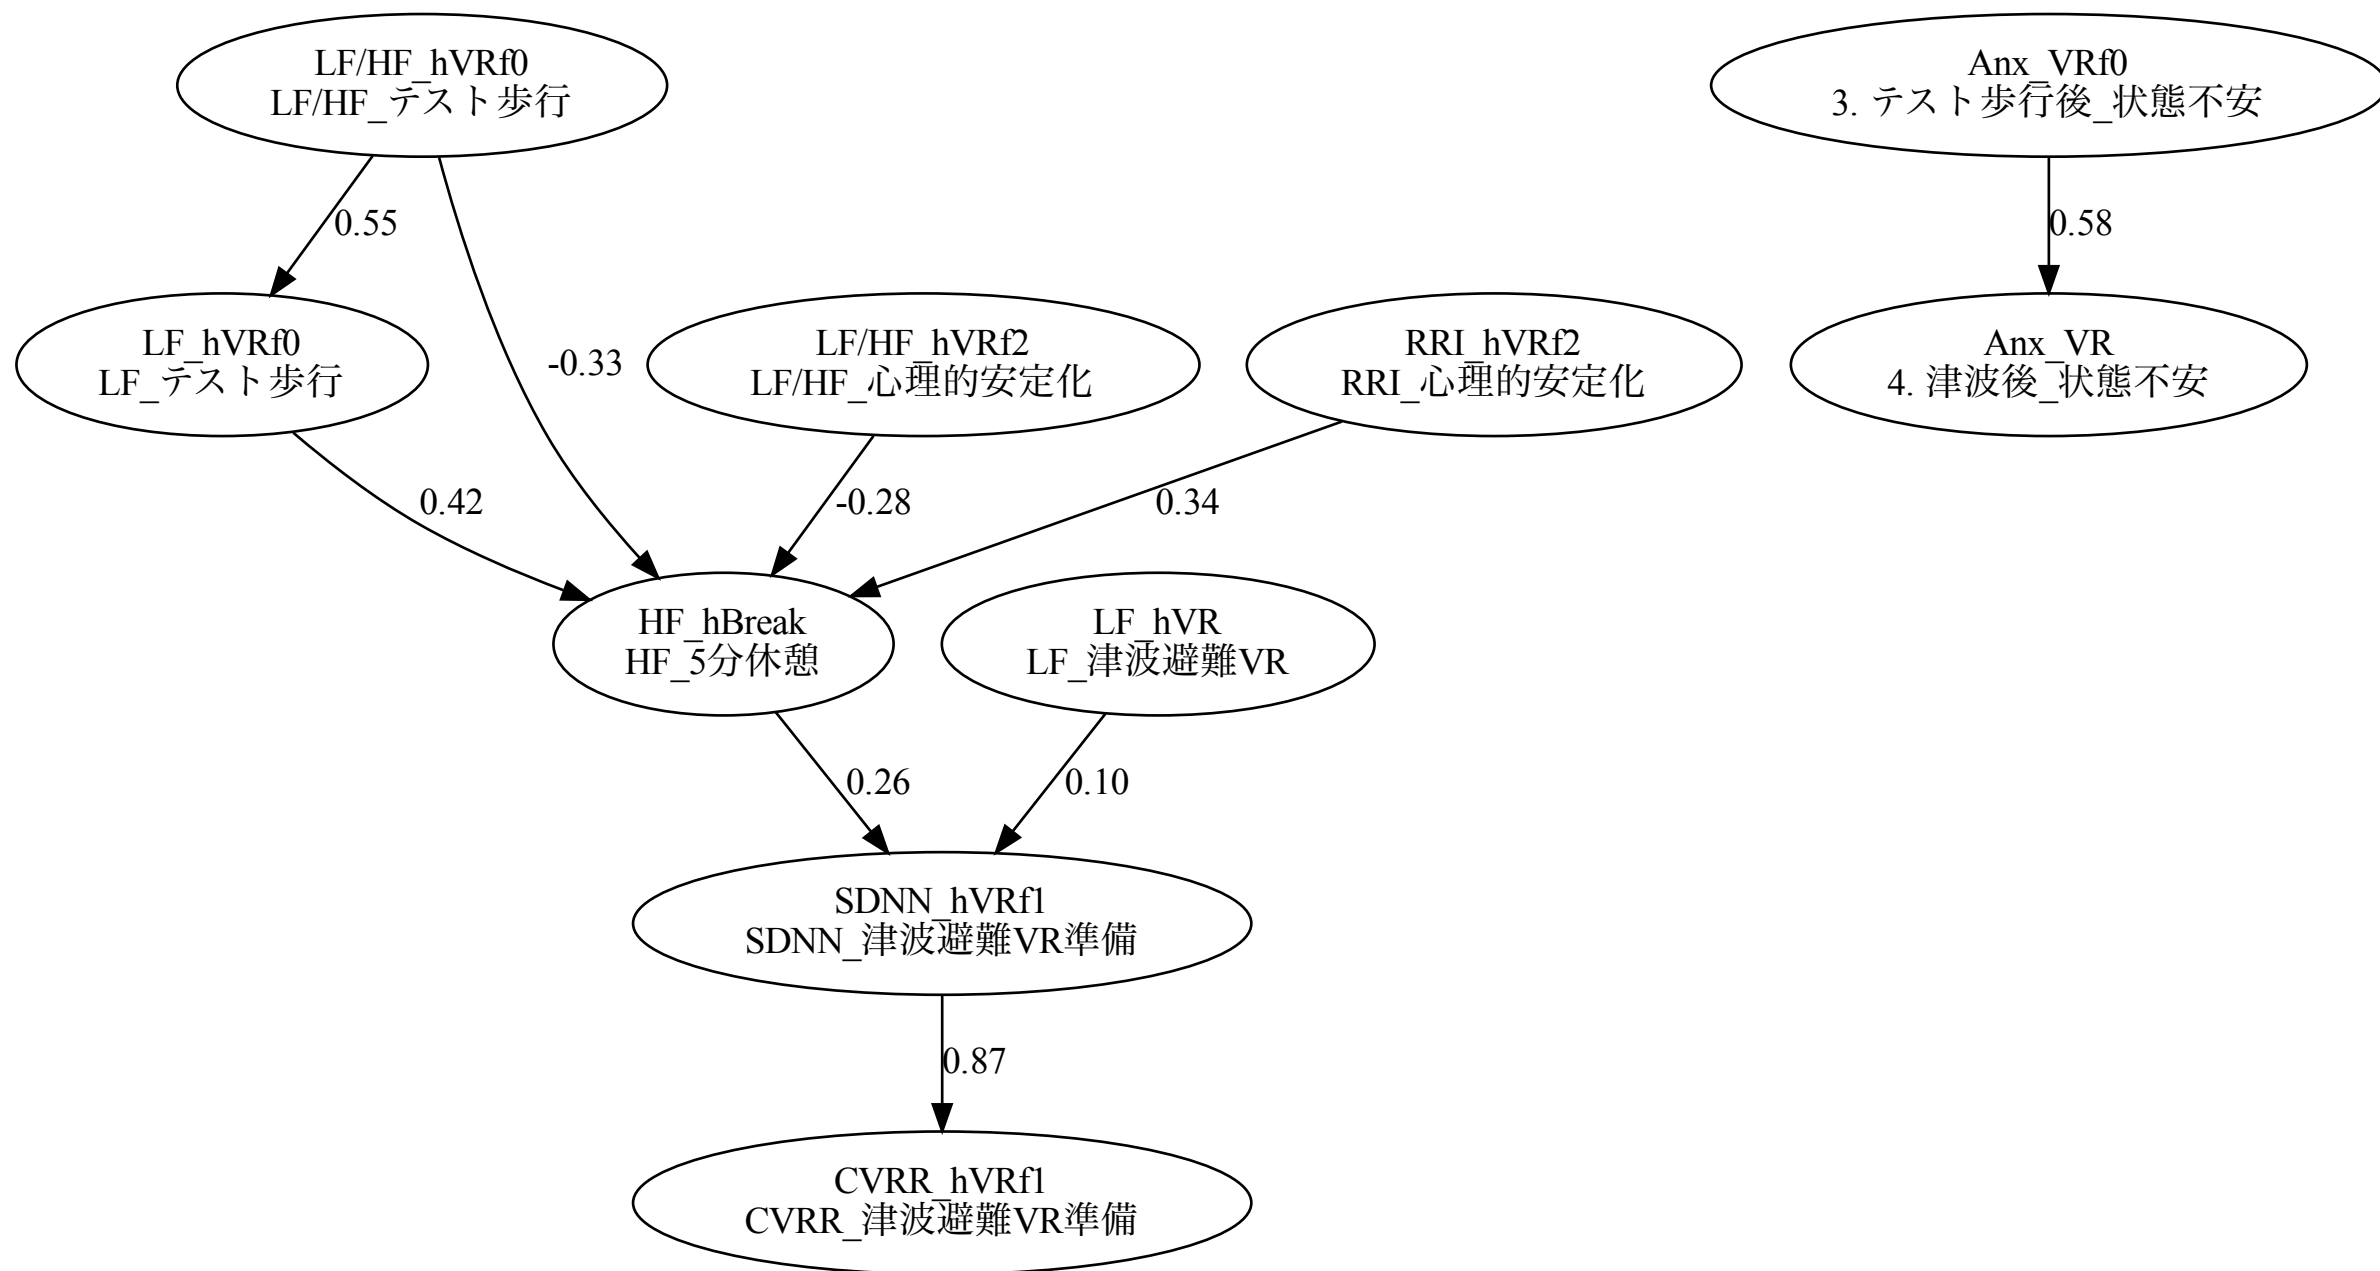 LF/HF_hVRf0
LF/HF_テスト歩行
Anx_VRf0
3. テスト歩行後_状態不安
0.55
0.58
LF_hVRf0
LF_テスト歩行
-0.33
LF/HF_hVRf2
LF/HF_心理的安定化
RRI_hVRf2
RRI_心理的安定化
Anx_VR
4. 津波後_状態不安
0.42
-0.28
0.34
HF_hBreak
HF_5分休憩
LF_hVR
LF_津波避難VR
0.26
0.10
SDNN_hVRf1
SDNN_津波避難VR準備
0.87
CVRR_hVRf1
CVRR_津波避難VR準備